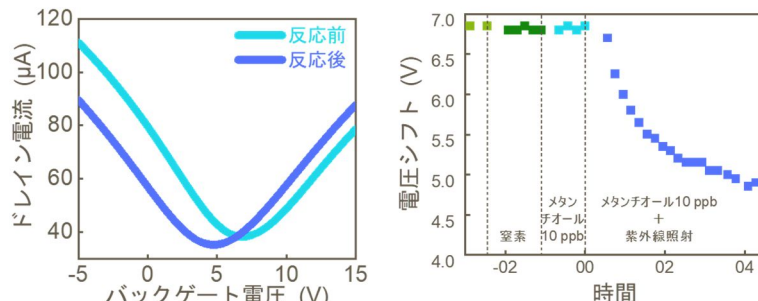 120
100
80
60
40
ドレイン電流 (µA)
反応前
反応後
-5
0
5
10
15
バックゲート電圧 (V)
7.0
6.5
6.0
5.5
5.0
4.5
4.0
電圧シフト (V)
窒素
メタン
チオール
10 ppb
メタンチオール10 ppb
+
紫外線照射
-02
00
02
04
時間